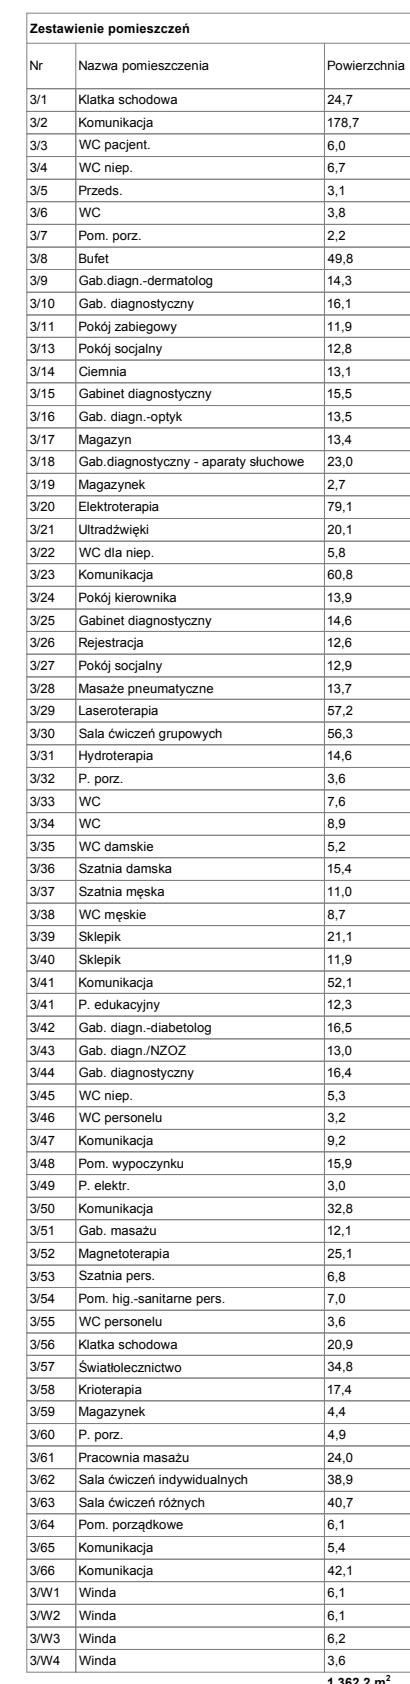 Zestawienie pomieszczeń
Nr Nazwa pomieszczenia Powierzchnia
3/1 Klatka schodowa 24,7
3/2 Komunikacja 178,7
3/3 WC pacjent. 6,0
3/4 WC niep. 6,7
3/5 Przeds. 3,1
3/6 WC 3,8
3/7 Pom. porz. 2,2
3/8 Bufet 49,8
3/9 Gab.diagn.-dermatolog 14,3
3/10 Gab. diagnostyczny 16,1
3/11 Pokój zabiegowy 11,9
3/13 Pokój socjalny 12,8
3/14 Ciemnia 13,1
3/15 Gabinet diagnostyczny 15,5
3/16 Gab. diagn.-optyk 13,5
3/17 Magazyn 13,4
3/18 Gab.diagnostyczny - aparaty słuchowe 23,0
3/19 Magazynek 2,7
3/20 Elektroterapia 79,1
3/21 Ultradźwięki 20,1
3/22 WC dla niep. 5,8
3/23 Komunikacja 60,8
3/24 Pokój kierownika 13,9
3/25 Gabinet diagnostyczny 14,6
3/26 Rejestracja 12,6
3/27 Pokój socjalny 12,9
3/28 Masaże pneumatyczne 13,7
3/29 Laseroterapia 57,2
3/30 Sala ćwiczeń grupowych 56,3
3/31 Hydroterapia 14,6
3/32 P. porz. 3,6
3/33 WC 7,6
3/34 WC 8,9
3/35 WC damskie 5,2
3/36 Szatnia damska 15,4
3/37 Szatnia męska 11,0
3/38 WC męskie 8,7
3/39 Sklepik 21,1
3/40 Sklepik 11,9
3/41 Komunikacja 52,1
3/41 P. edukacyjny 12,3
3/42 Gab. diagn.-diabetolog 16,5
3/43 Gab. diagn./NZOZ 13,0
3/44 Gab. diagnostyczny 16,4
3/45 WC niep. 5,3
3/46 WC personelu 3,2
3/47 Komunikacja 9,2
3/48 Pom. wypoczynku 15,9
3/49 P. elektr. 3,0
3/50 Komunikacja 32,8
3/51 Gab. masażu 12,1
3/52 Magnetoterapia 25,1
3/53 Szatnia pers. 6,8
3/54 Pom. hig.-sanitarne pers. 7,0
3/55 WC personelu 3,6
3/56 Klatka schodowa 20,9
3/57 Światłolecznictwo 34,8
3/58 Krioterapia 17,4
3/59 Magazynek 4,4
3/60 P. porz. 4,9
3/61 Pracownia masażu 24,0
3/62 Sala ćwiczeń indywidualnych 38,9
3/63 Sala ćwiczeń różnych 40,7
3/64 Pom. porządkowe 6,1
3/65 Komunikacja 5,4
3/66 Komunikacja 42,1
3/W1 Winda 6,1
3/W2 Winda 6,1
3/W3 Winda 6,2
3/W4 Winda 3,6
1 362,2 m²